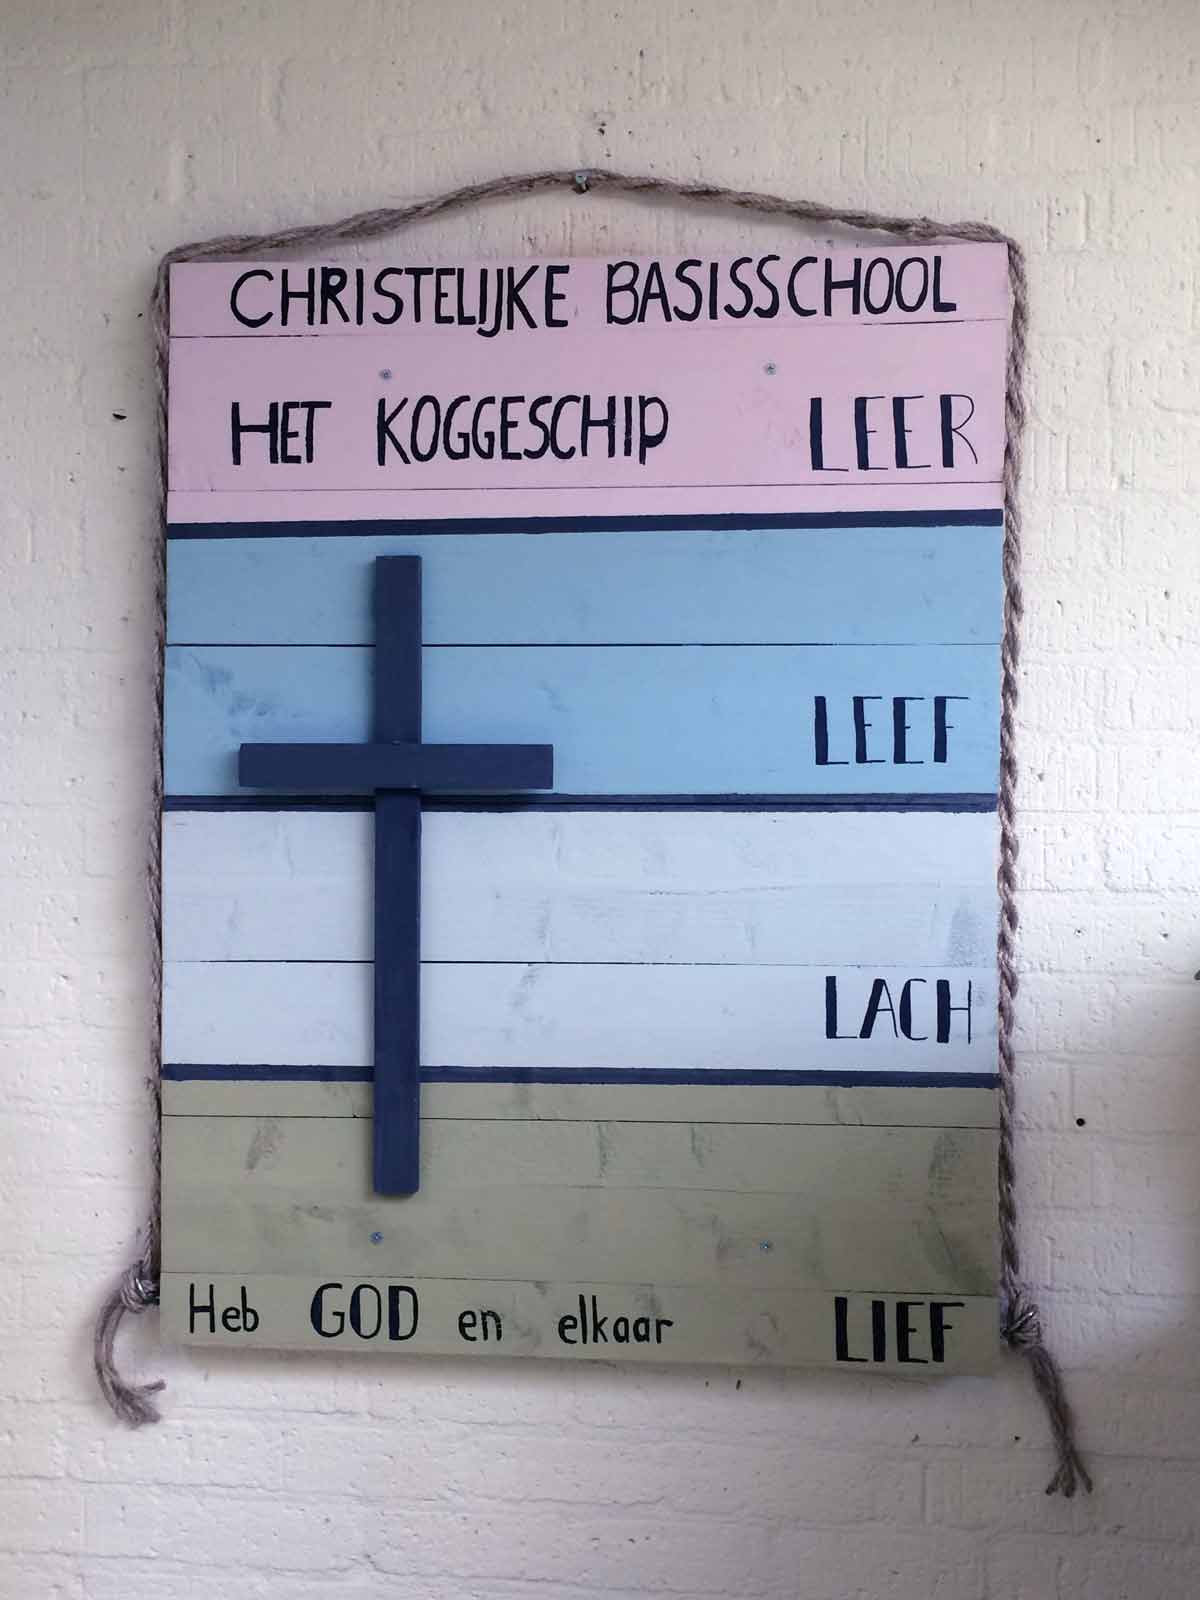 CHRISTELIJKE BASISSCHOOL
HET KOGGESCHIP LEER
LEEF
LACH
Heb GOD en elkaar LIEF